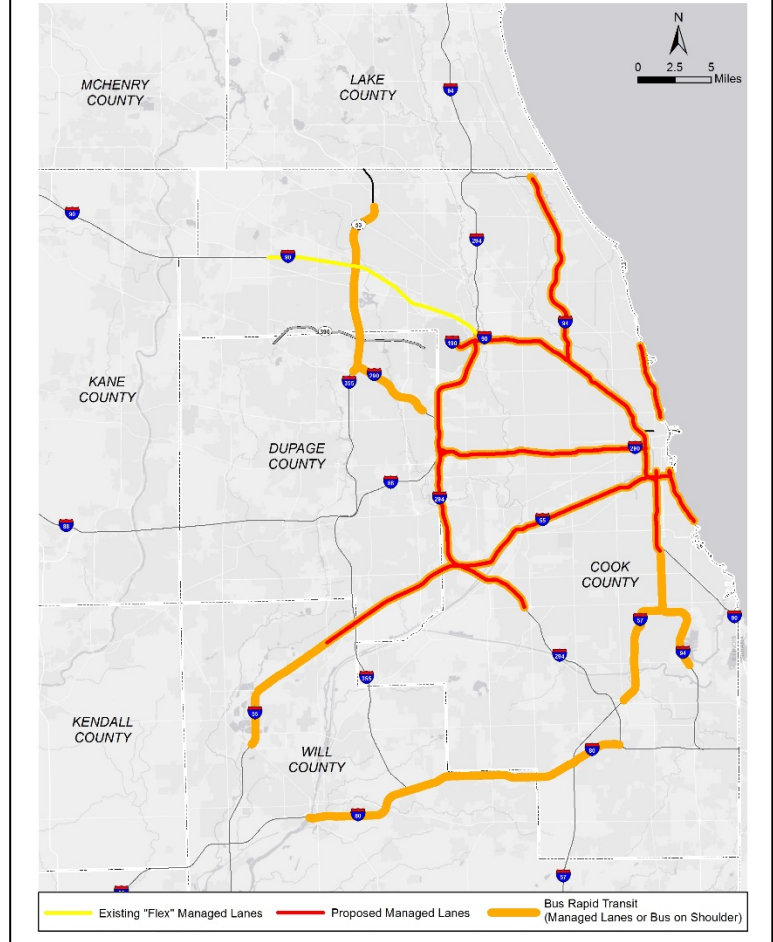 N
0 2.5 5
Miles
MCHENRY
COUNTY
LAKE
COUNTY
94
90
53
294
90
94
390
190
90
355
290
KANE
COUNTY
290
DUPAGE
COUNTY
88
294
88
55
COOK
COUNTY
57
90
94
294
355
KENDALL
COUNTY
55
WILL
COUNTY
80
80
57
Existing "Flex" Managed Lanes
Proposed Managed Lanes
Bus Rapid Transit
(Managed Lanes or Bus on Shoulder)